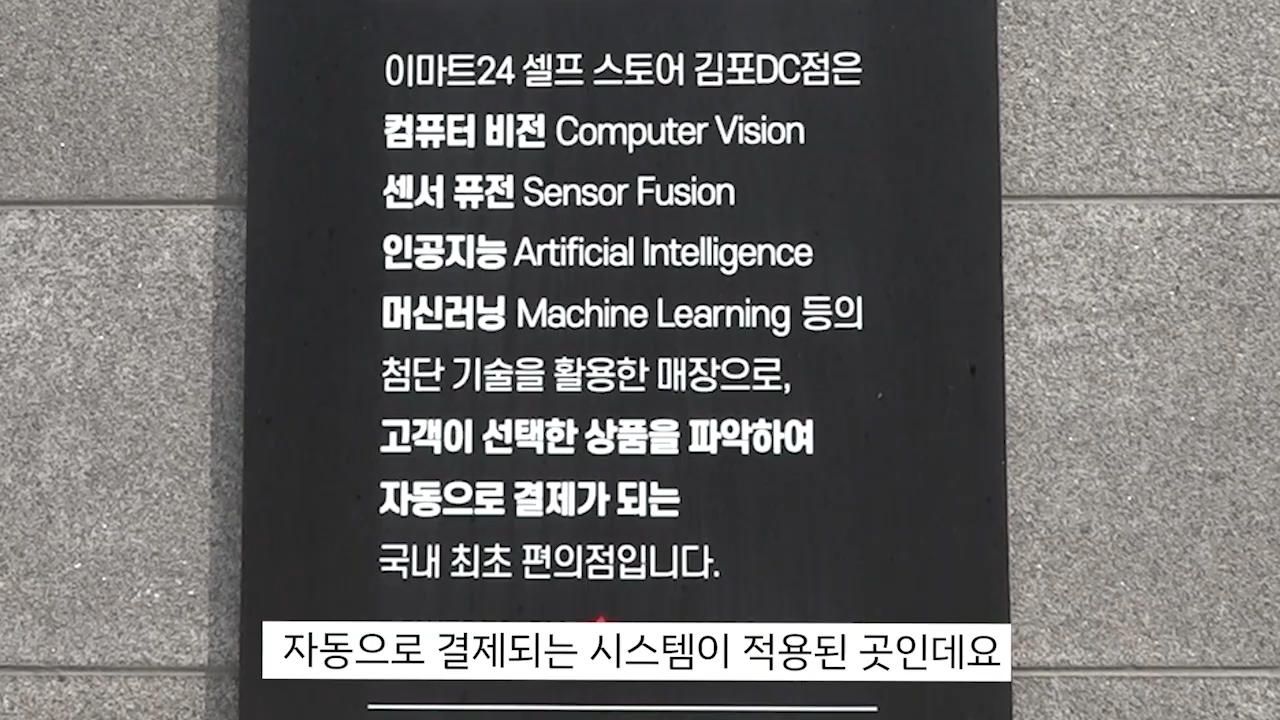 이마트24 셀프 스토어 김포DC점은
컴퓨터 비전 Computer Vision
센서 퓨전 Sensor Fusion
인공지능 Artificial Intelligence
머신러닝 Machine Learning 등의
첨단 기술을 활용한 매장으로,
고객이 선택한 상품을 파악하여
자동으로 결제가 되는
국내 최초 편의점입니다.
자동으로 결제되는 시스템이 적용된 곳인데요